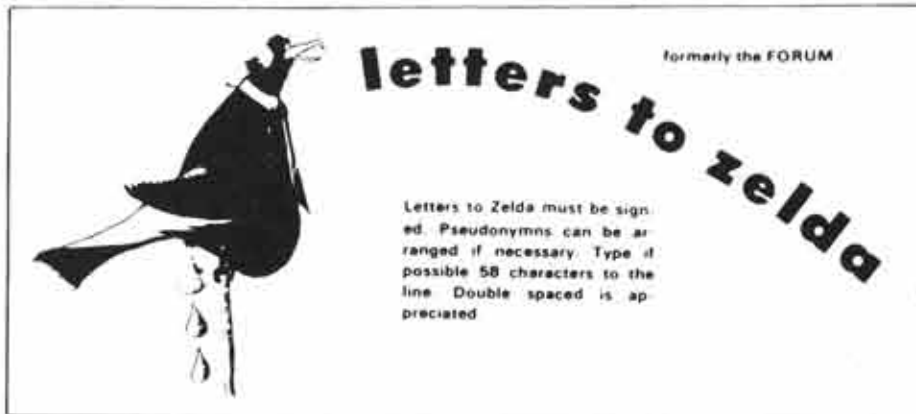 letters to zelda
formerly the FORUM
Letters to Zelda must be sign-
ed. Pseudonymns can be ar-
ranged if necessary. Type if
possible 58 characters to the
line. Double spaced is ap-
preciated